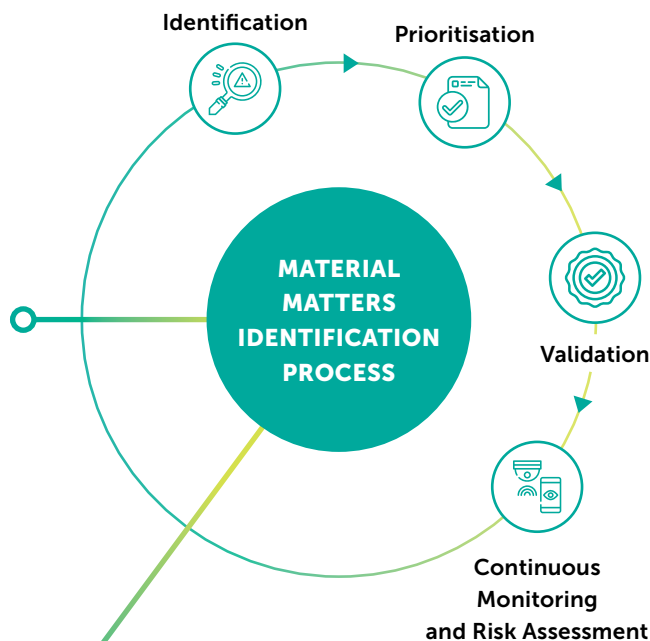 Identification
Prioritisation
MATERIAL
MATTERS
IDENTIFICATION
PROCESS
Validation
Continuous
Monitoring
and Risk Assessment